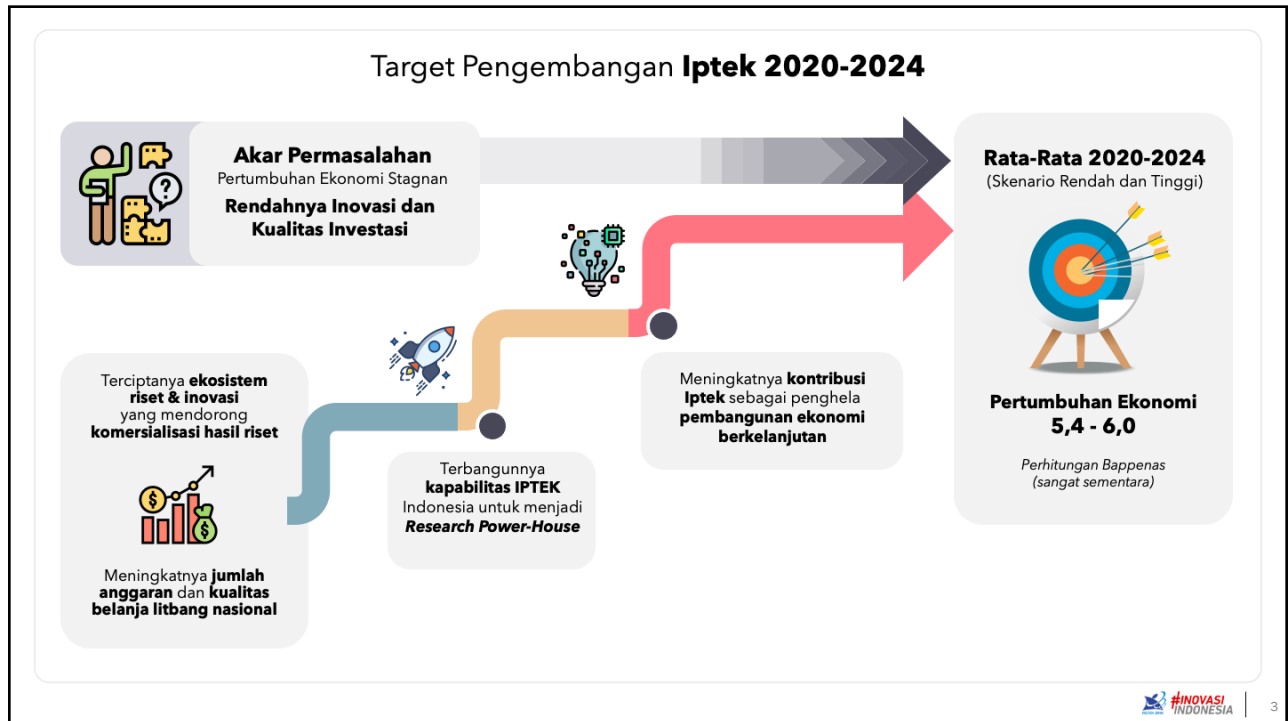 Target Pengembangan Iptek 2020-2024
Akar Permasalahan
Pertumbuhan Ekonomi Stagnan
Rendahnya Inovasi dan
Kualitas Investasi
Terciptanya ekosistem
riset & inovasi
yang mendorong
komersialisasi hasil riset
Meningkatnya jumlah
anggaran dan kualitas
belanja litbang nasional
Terbangunnya
kapabilitas IPTEK
Indonesia untuk menjadi
Research Power-House
Meningkatnya kontribusi
Iptek sebagai penghela
pembangunan ekonomi
berkelanjutan
Rata-Rata 2020-2024
(Skenario Rendah dan Tinggi)
Pertumbuhan Ekonomi
5,4 - 6,0
Perhitungan Bappenas
(sangat sementara)
#INOVASI
INDONESIA
3